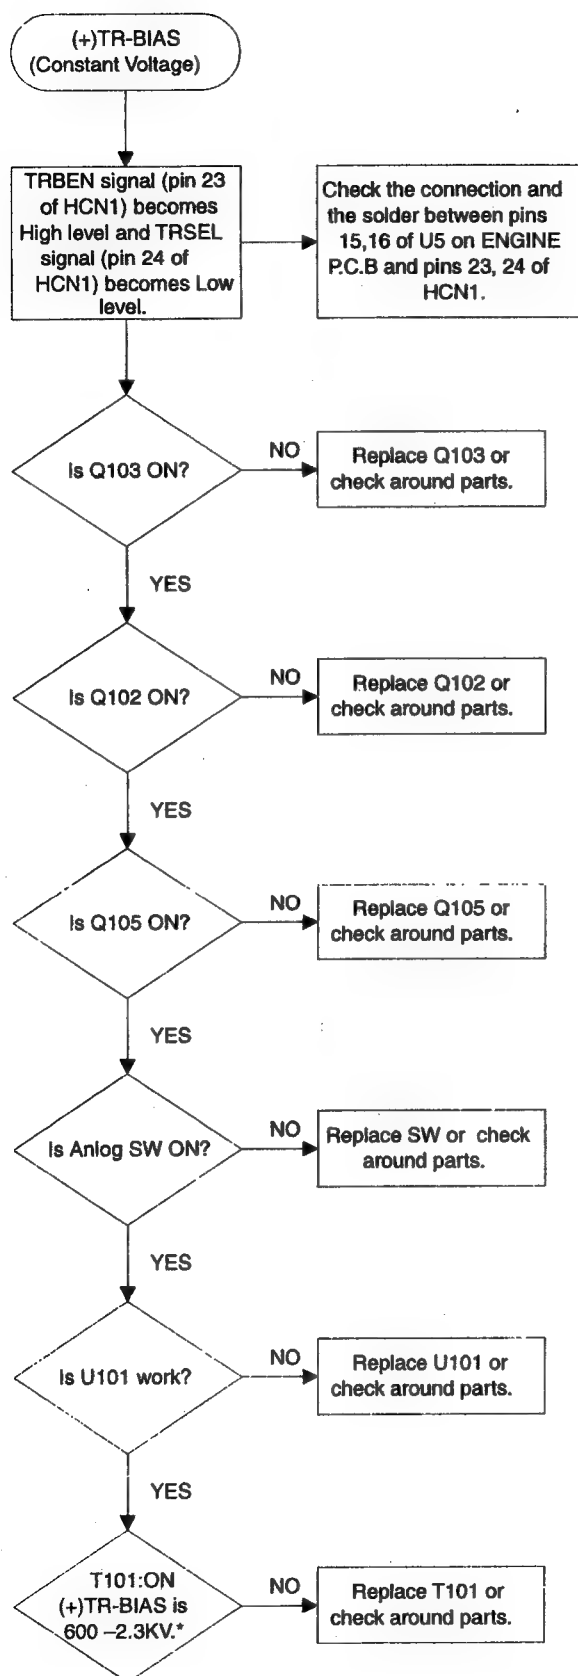 (+)TR-BIAS
(Constant Voltage)
TRBEN signal (pin 23
of HCN1) becomes
High level and TRSEL
signal (pin 24 of
HCN1) becomes Low
level.
Check the connection and
the solder between pins
15,16 of U5 on ENGINE
P.C.B and pins 23, 24 of
HCN1.
Is Q103 ON?
NO
Replace Q103 or
check around parts.
YES
Is Q102 ON?
NO
Replace Q102 or
check around parts.
YES
Is Q105 ON?
NO
Replace Q105 or
check around parts.
YES
Is Anlog SW ON?
NO
Replace SW or check
around parts.
YES
Is U101 work?
NO
Replace U101 or
check around parts.
YES
T101:ON
(+)TR-BIAS is
600 –2.3KV.*
NO
Replace T101 or
check around parts.